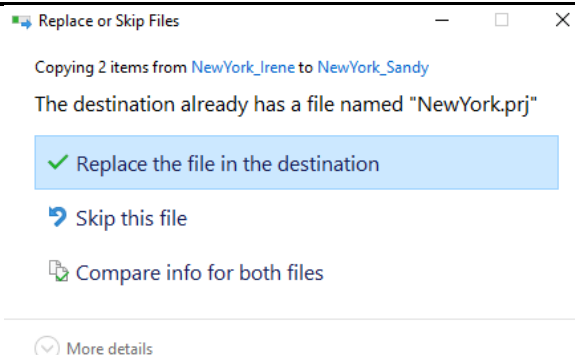 Replace or Skip Files
Copying 2 items from NewYork_Irene to NewYork_Sandy
The destination already has a file named "NewYork.prj"
Replace the file in the destination
Skip this file
Compare info for both files
More details